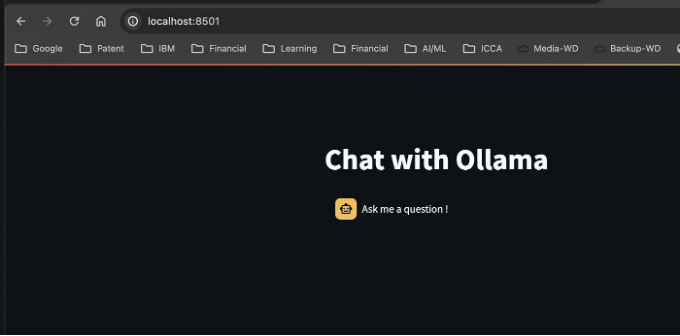 localhost:8501
Google Patent IBM Financial Learning Financial AI/ML ICCA Media-WD Backup-WD
Chat with Ollama
Ask me a question !